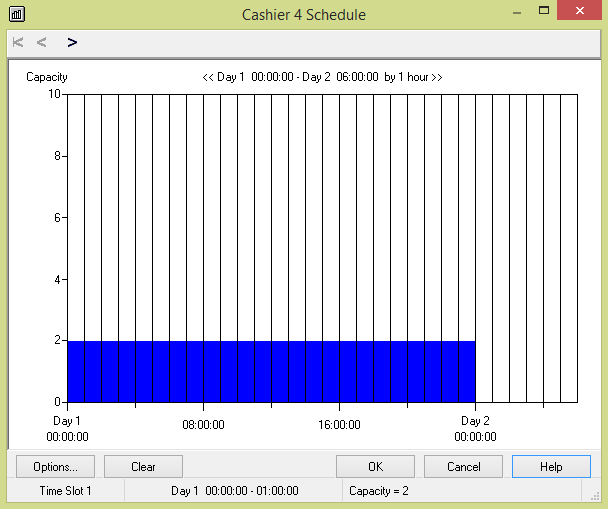 Cashier 4 Schedule
Capacity
<< Day 1 00:00:00 - Day 2 06:00:00 by 1 hour >>
10
8
6
4
2
0
Day 1
00:00:00
08:00:00
16:00:00
Day 2
00:00:00
Options...
Clear
OK
Cancel
Help
Time Slot 1
Day 1 00:00:00 - 01:00:00
Capacity = 2